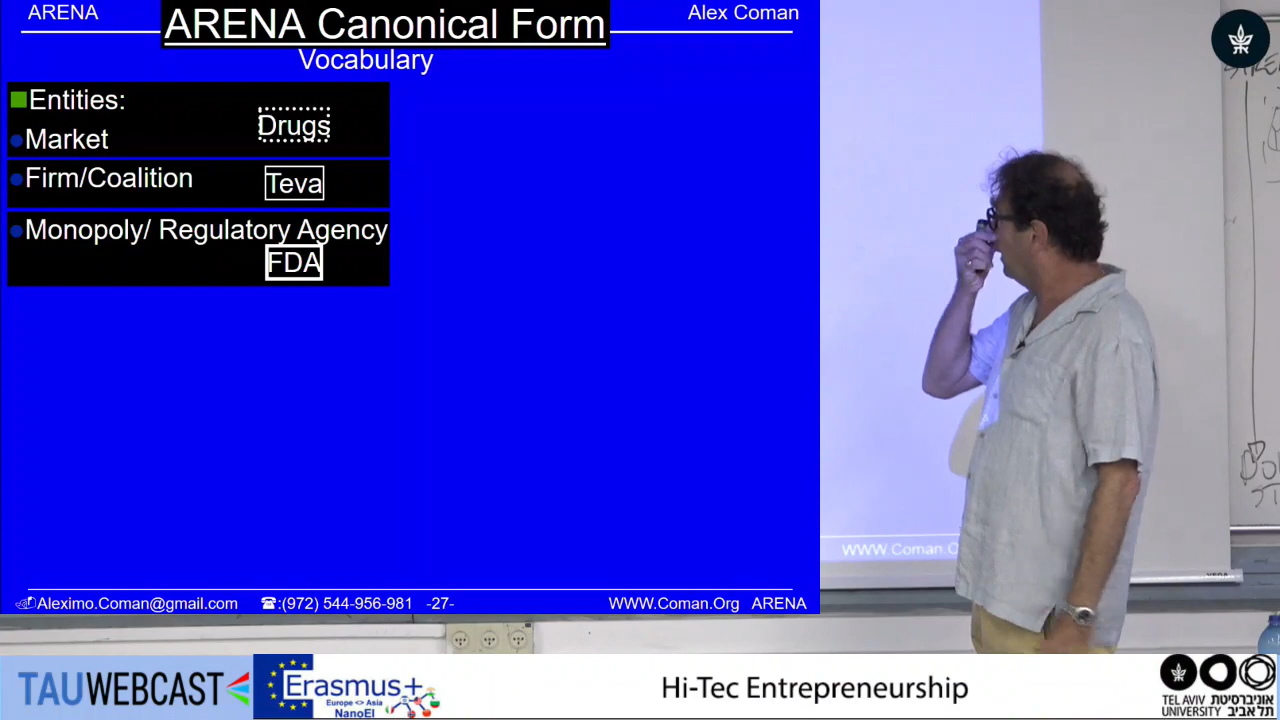 ARENA
ARENA Canonical Form
Alex Coman
Vocabulary
Entities:
Drugs
Market
Firm/Coalition
Teva
Monopoly/ Regulatory Agency
FDA
Aleximo.Coman@gmail.com
☎:(972) 544-956-981
-27-
WWW.Coman.Org
ARENA
WWW Coman.O
TAUWEBCAST
Erasmus+
Europe <> Asia
NanoEl
Hi-Tec Entrepreneurship
TEL AVIV אוניברסיטת
UNIVERSITY תל אביב